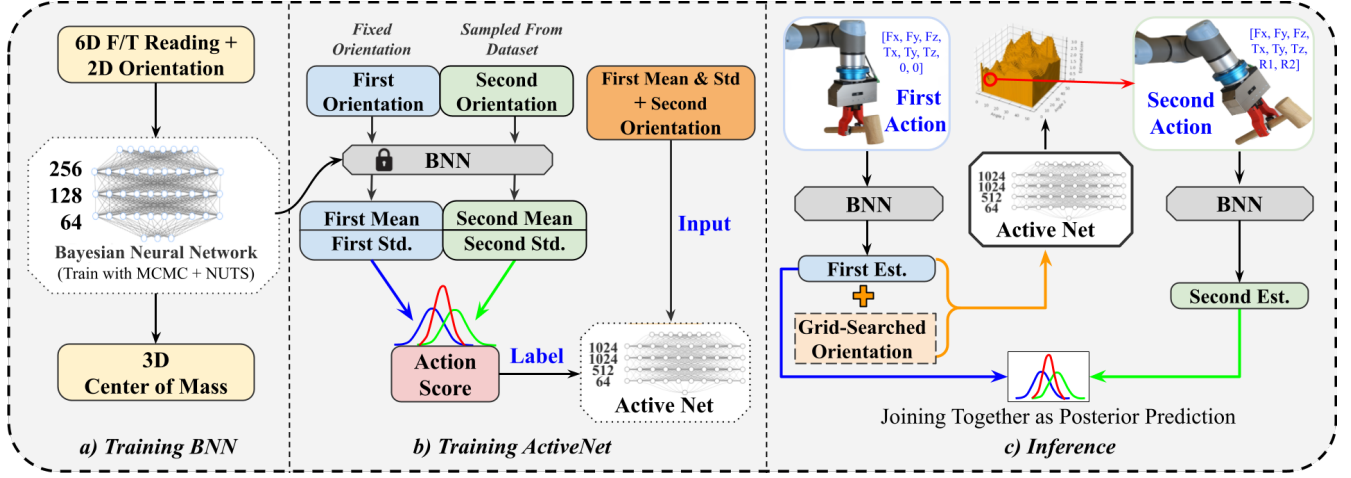 6D F/T Reading +
2D Orientation
256
128
64
Bayesian Neural Network
(Train with MCMC + NUTS)
3D
Center of Mass
a) Training BNN
Fixed
Orientation
Sampled From
Dataset
First
Orientation
Second
Orientation
First Mean & Std
+ Second
Orientation
BNN
First Mean
First Std.
Second Mean
Second Std.
Input
Action
Score
Label
1024
1024
512
64
Active Net
b) Training ActiveNet
[Fx, Fy, Fz,
Tx, Ty, Tz,
0, 0]
First
Action
[Fx, Fy, Fz,
Tx, Ty, Tz,
R1, R2]
Second
Action
BNN
1024
1024
512
64
Active Net
BNN
First Est.
Grid-Searched
Orientation
Second Est.
Joining Together as Posterior Prediction
c) Inference